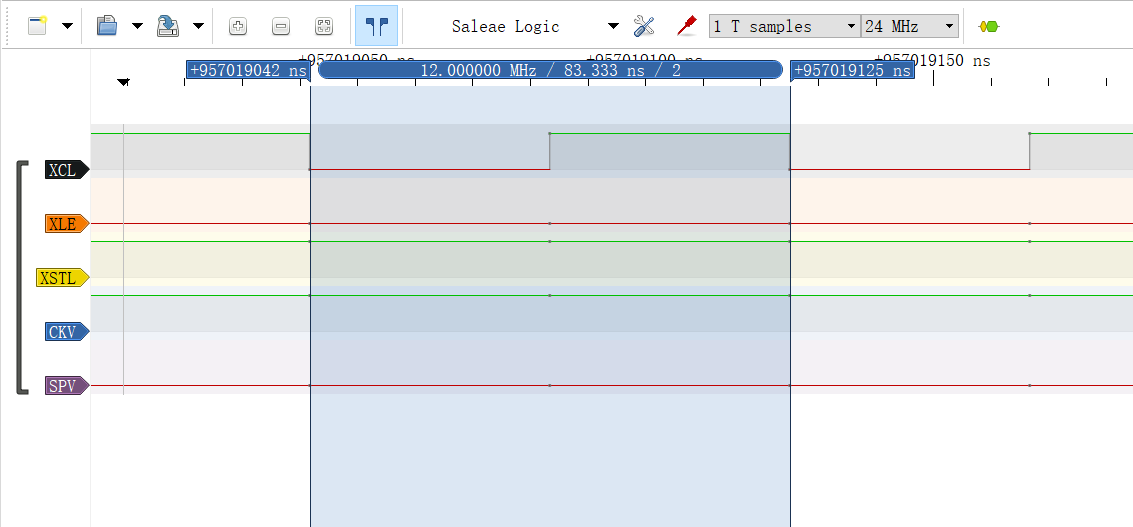 Saleae Logic 1 T samples 24 MHz
+957019050 ns +957019100 ns +957019150 ns
+957019042 ns 12.000000 MHz / 83.333 ns / 2 +957019125 ns
XCL
XLE
XSTL
CKV
SPV